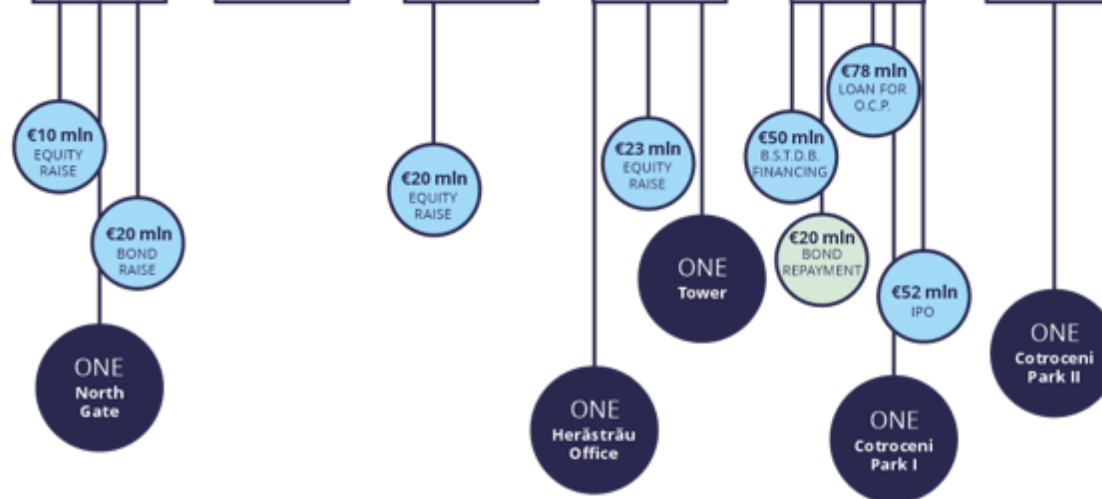 €10 mln
EQUITY
RAISE
€20 mln
BOND
RAISE
ONE
North
Gate
€20 mln
EQUITY
RAISE
€23 mln
EQUITY
RAISE
ONE
Tower
ONE
Herăstrău
Office
€50 mln
B.S.T.D.B.
FINANCING
€78 mln
LOAN FOR
O.C.P.
€20 mln
BOND
REPAYMENT
€52 mln
IPO
ONE
Cotroceni
Park I
ONE
Cotroceni
Park II